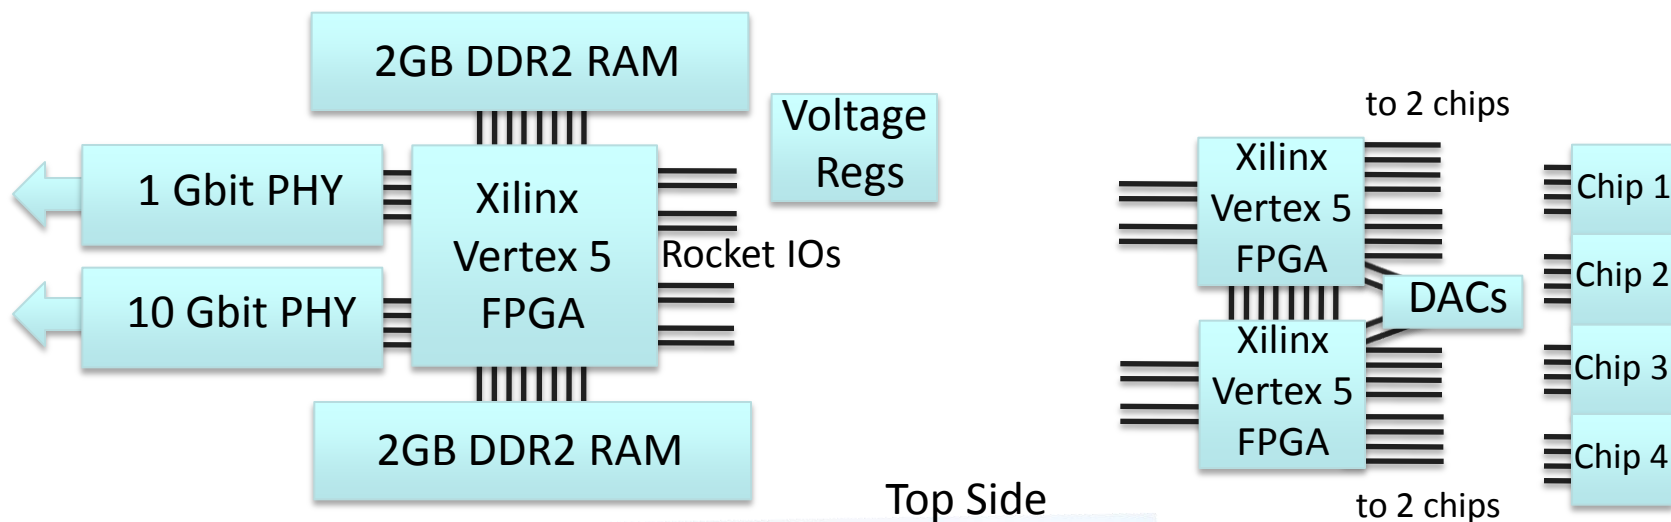 2GB DDR2 RAM
Voltage
Regs
1 Gbit PHY
10 Gbit PHY
Xilinx
Vertex 5
FPGA
Rocket IOs
2GB DDR2 RAM
Top Side
to 2 chips
Xilinx
Vertex 5
FPGA
DACs
Xilinx
Vertex 5
FPGA
to 2 chips
Chip 1
Chip 2
Chip 3
Chip 4